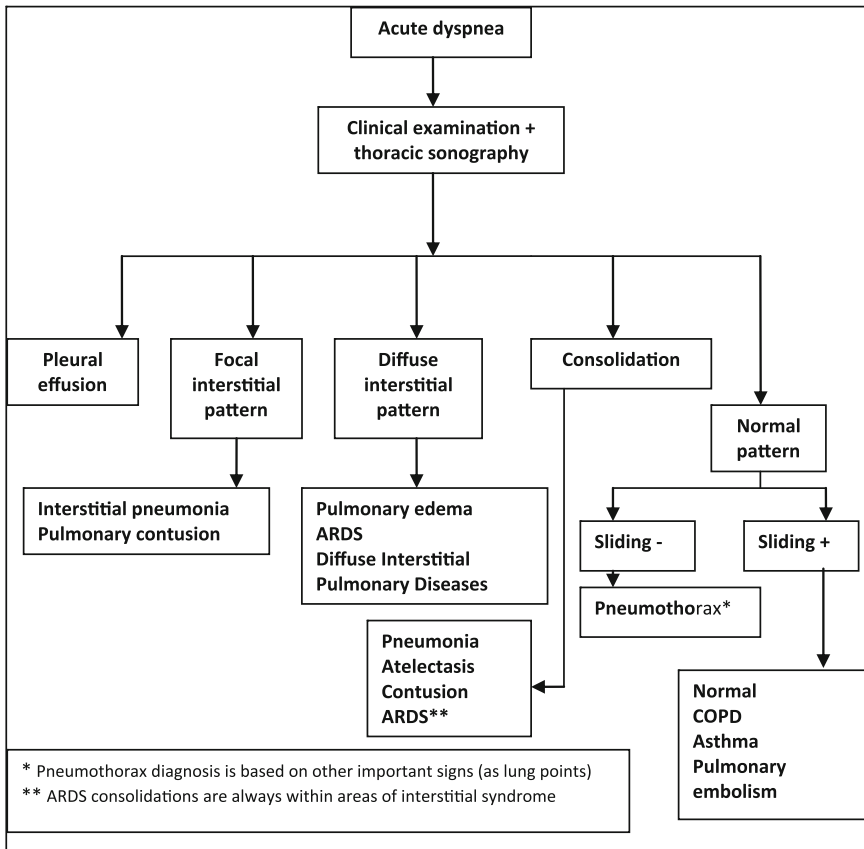 Acute dyspnea
Clinical examination +
thoracic sonography
Pleural
effusion
Focal
interstitial
pattern
Diffuse
interstitial
pattern
Consolidation
Normal
pattern
Interstitial pneumonia
Pulmonary contusion
Pulmonary edema
ARDS
Diffuse Interstitial
Pulmonary Diseases
Sliding -
Sliding +
Pneumothorax*
Pneumonia
Atelectasis
Contusion
ARDS**
Normal
COPD
Asthma
Pulmonary
embolism
* Pneumothorax diagnosis is based on other important signs (as lung points)
** ARDS consolidations are always within areas of interstitial syndrome